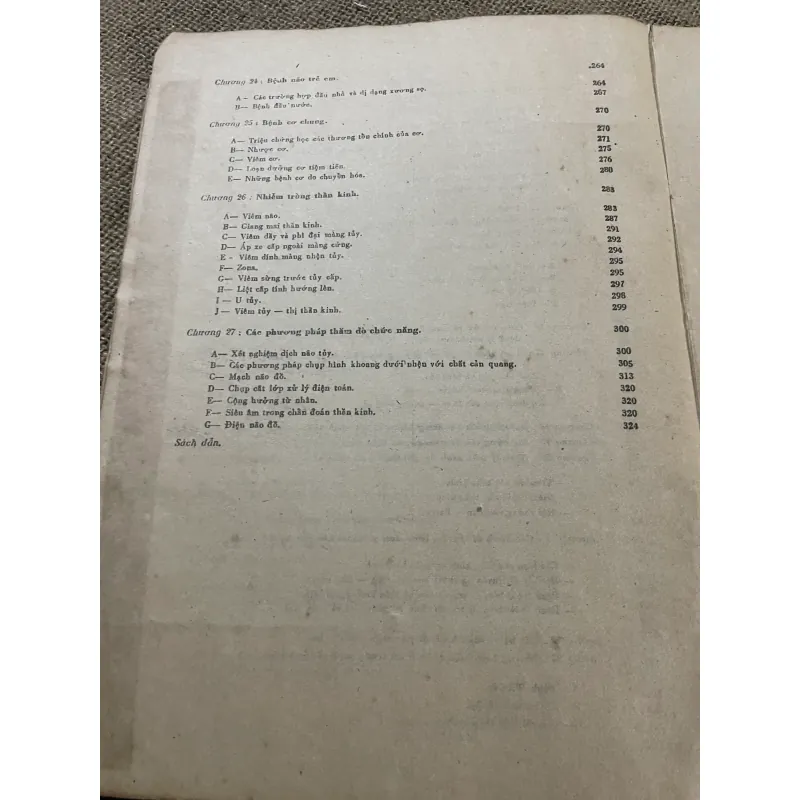 Chương 24 : Bệnh não trẻ em. 264
A — Các trường hợp đầu nhỏ và dị dạng xương sọ. 264
B— Bệnh đầu nước. 267
Chương 25 : Bệnh cơ chung. 270
A— Triệu chứng học các thương tổn chính của cơ. 270
B— Nhược cơ. 271
C— Viêm cơ. 275
D— Loạn dưỡng cơ tiệm tiến. 276
E— Những bệnh cơ do chuyển hóa. 280
Chương 26 : Nhiễm trùng thần kinh. 283
A— Viêm não. 283
B— Giang mai thần kinh. 287
C— Viêm dầy và phì đại màng tủy. 291
D— Áp xe cấp ngoài màng cứng. 292
E - Viêm dính màng nhện tủy. 294
F— Zona. 295
G— Viêm sừng trước tủy cấp. 295
H— Liệt cấp tính hướng lên. 297
I — U tủy. 298
J — Viêm tủy — thị thần kinh. 299
Chương 27 : Các phương pháp thăm dò chức năng. 300
A— Xét nghiệm dịch não tủy. 300
B— Các phương pháp chụp hình khoang dưới nhện với chất cản quang. 305
C— Mạch não đồ. 313
D— Chụp cắt lớp xử lý điện toán. 320
E— Cộng hưởng từ nhân. 320
F— Siêu âm trong chẩn đoán thần kinh. 320
G— Điện não đồ. 324
Sách dẫn.